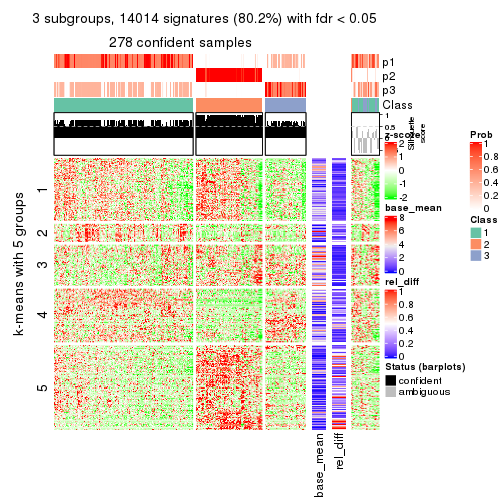 3 subgroups, 14014 signatures (80.2%) with fdr < 0.05
278 confident samples
p1
p2
p3
Class
1
0.5
0
Silhouette
score
z-score
2
1
0
-1
-2
base_mean
8
6
4
2
0
rel_diff
1
0.8
0.6
0.4
0.2
0
Status (barplots)
confident
ambiguous
Prob
1
0.8
0.6
0.4
0.2
0
Class
1
2
3
k-means with 5 groups
1
2
3
4
5
base_mean
rel_diff